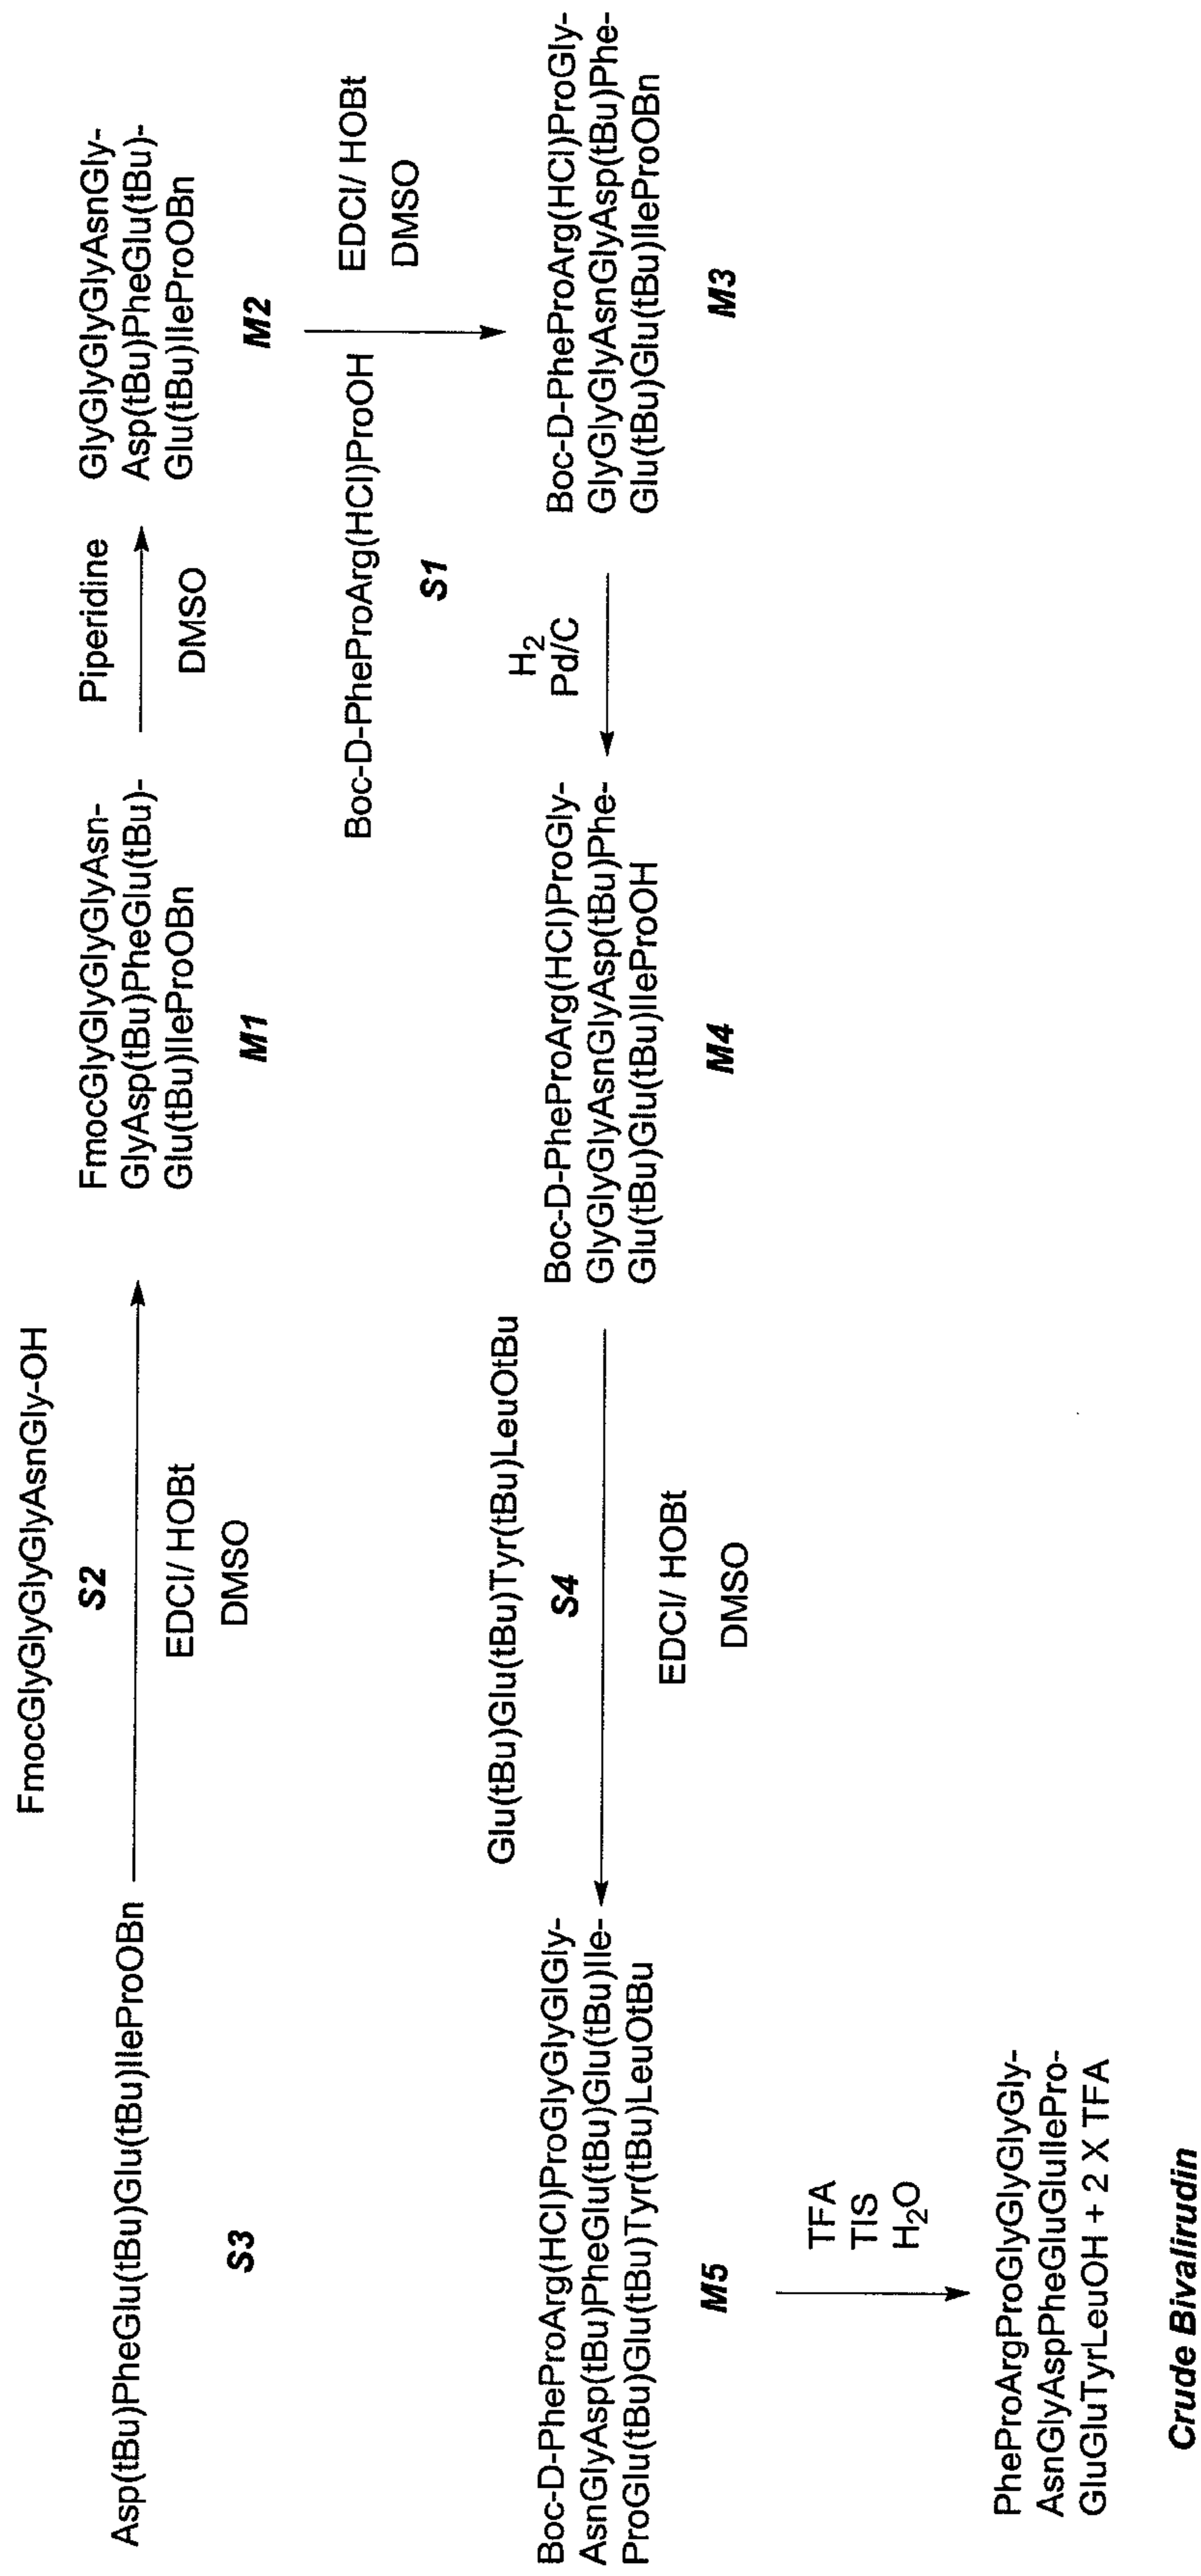 FmocGlyGlyGlyGlyAsnGly-OH
S2
Asp(tBu)PheGlu(tBu)Glu(tBu)IleProOBn
EDCI/ HOBt
DMSO
S3
FmocGlyGlyGlyGlyAsn-
GlyAsp(tBu)PheGlu(tBu)-
Glu(tBu)IleProOBn
M1
Piperidine
DMSO
GlyGlyGlyGlyAsnGly-
Asp(tBu)PheGlu(tBu)-
Glu(tBu)IleProOBn
M2
Boc-D-PheProArg(HCl)ProOH
S1
EDCI/ HOBt
DMSO
Boc-D-PheProArg(HCl)ProGly-
GlyGlyGlyAsnGlyAsp(tBu)Phe-
Glu(tBu)Glu(tBu)IleProOBn
M3
H2
Pd/C
Boc-D-PheProArg(HCl)ProGly-
GlyGlyGlyAsnGlyAsp(tBu)Phe-
Glu(tBu)Glu(tBu)IleProOH
M4
Glu(tBu)Glu(tBu)Tyr(tBu)LeuOtBu
S4
EDCI/ HOBt
DMSO
Boc-D-PheProArg(HCl)ProGlyGlyGlGly-
AsnGlyAsp(tBu)PheGlu(tBu)Glu(tBu)Ile-
ProGlu(tBu)Glu(tBu)Tyr(tBu)LeuOtBu
M5
TFA
TIS
H2O
PheProArgProGlyGlyGlyGly-
AsnGlyAspPheGluGluIlePro-
GluGluTyrLeuOH + 2 X TFA
Crude Bivalirudin